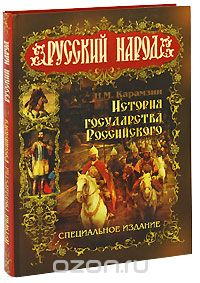 РУССКИЙ НАРОД
Н.М. Карамзин
История
государства
Российского
СПЕЦИАЛЬНОЕ ИЗДАНИЕ
ozon.ru